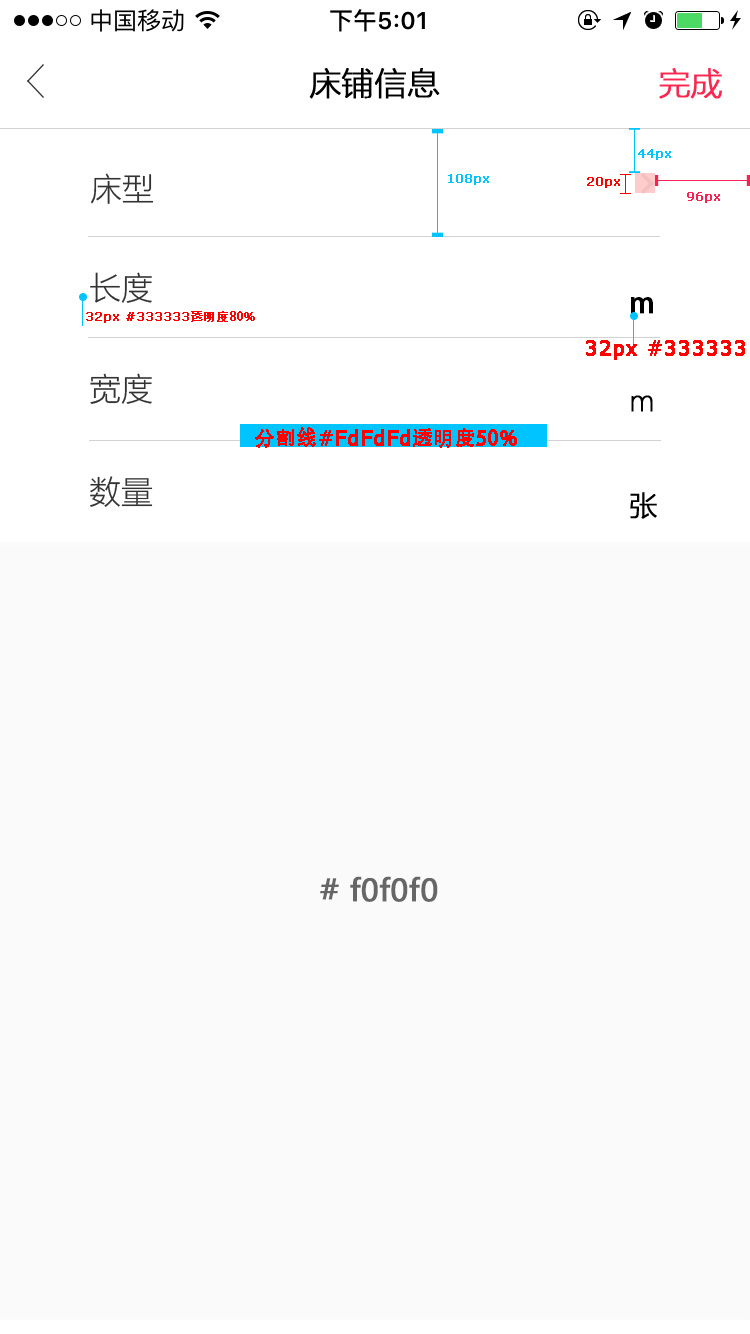 中国移动 下午5:01
床铺信息 完成
44px
床型 108px 20px
96px
长度 m
32px #333333透明度80%
32px #333333
宽度 m
分割线#FdFdFd透明度50%
数量 张
# f0f0f0